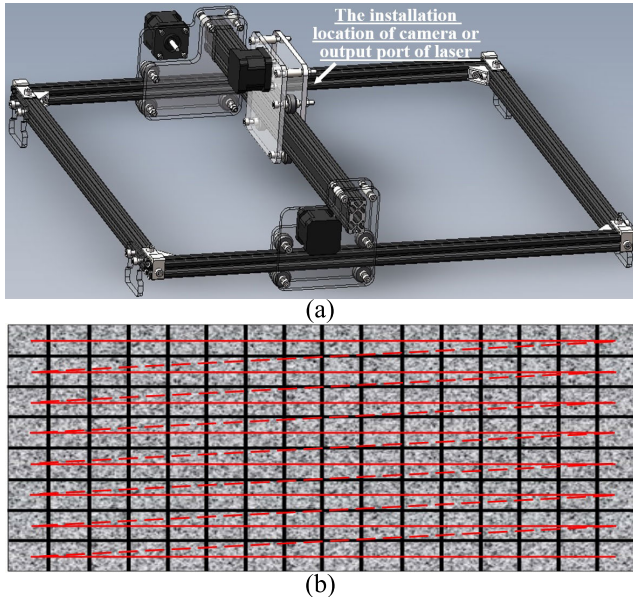 The installation
location of camera or
output port of laser
(a)
(b)